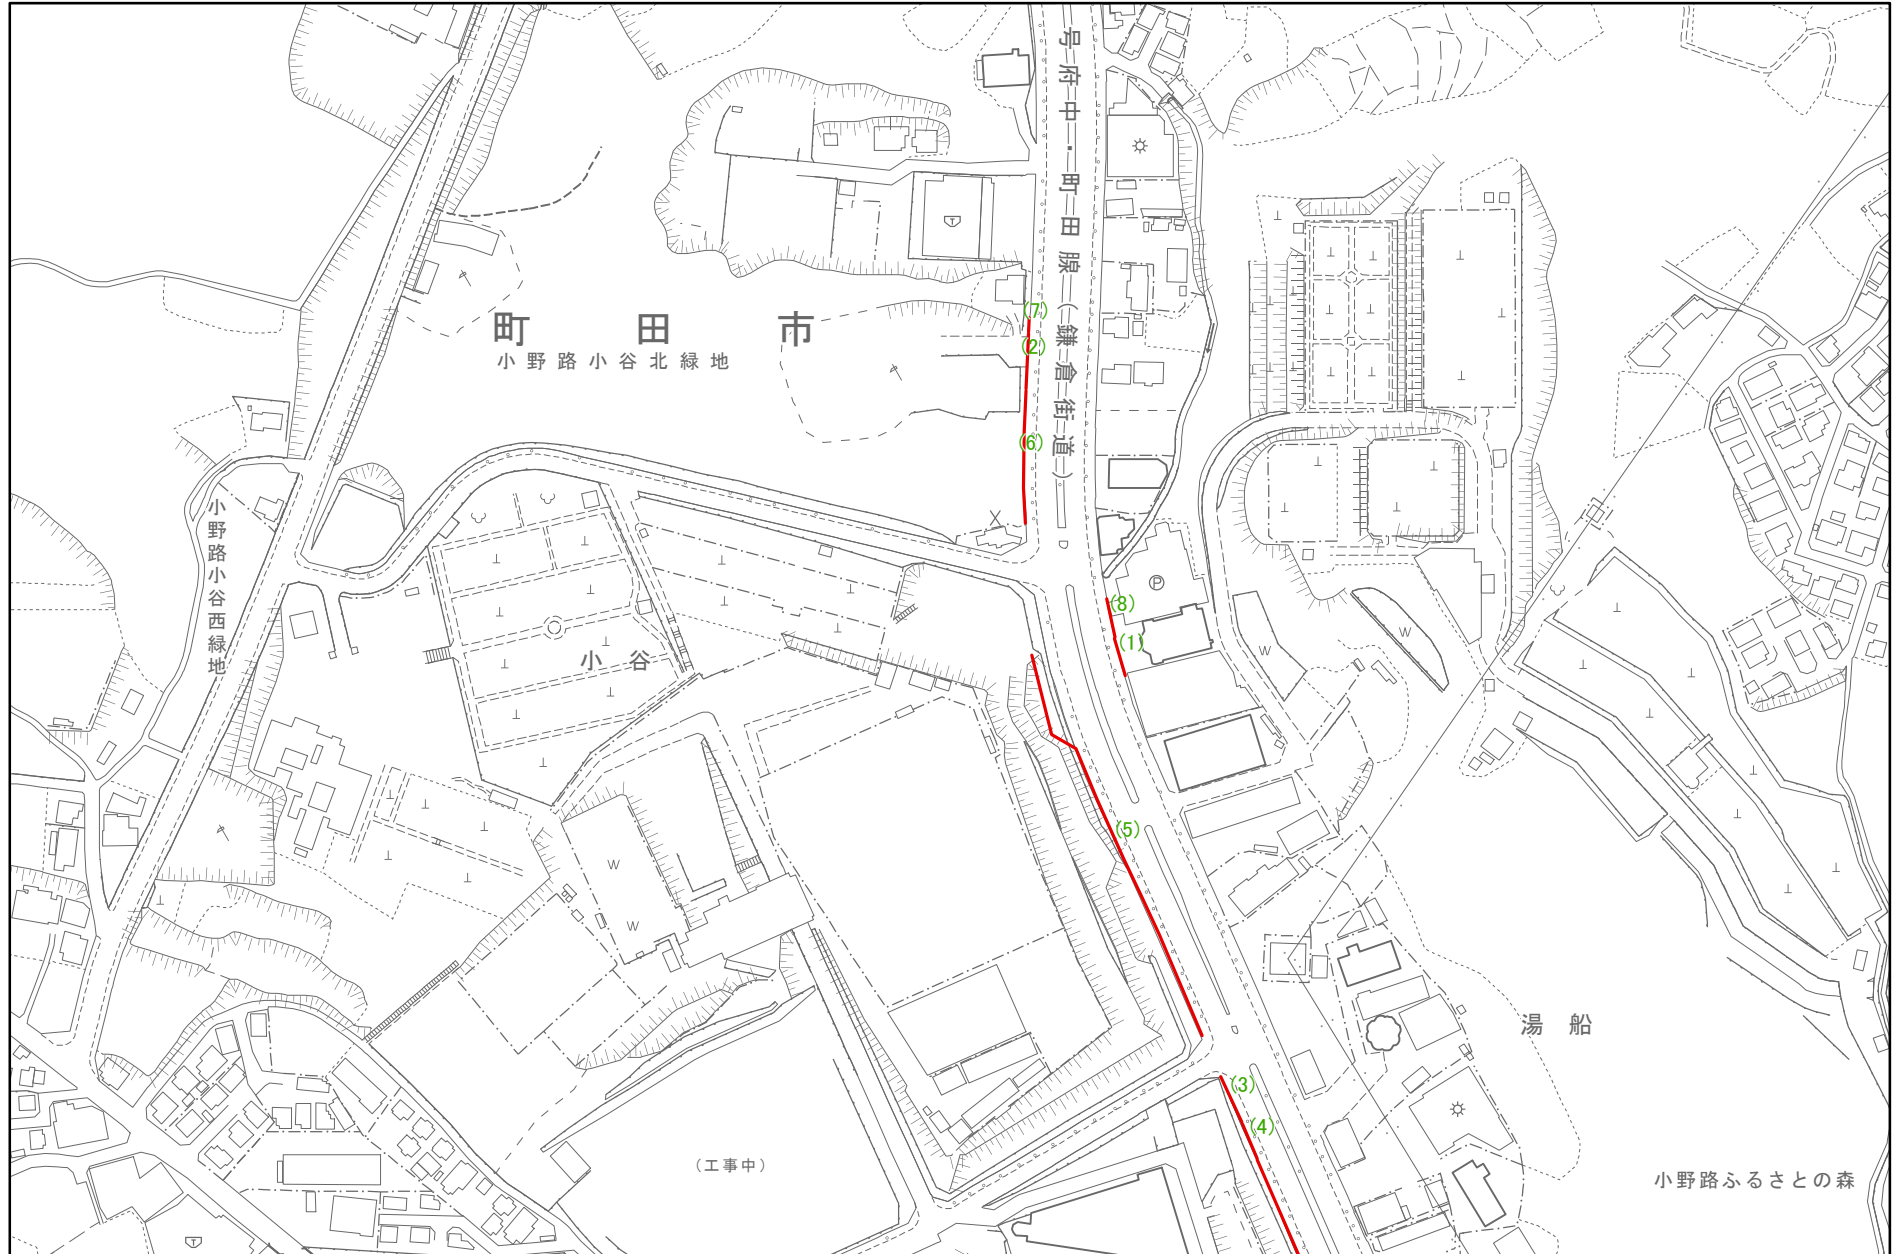 号府中・町田線(鎌倉街道)
(7)
町田市
(2)
小野路小谷北緑地
(6)
小野路小谷西緑地
P
(8)
(1)
小谷
W
W
(5)
W
W
湯船
(3)
(4)
(工事中)
小野路ふるさとの森